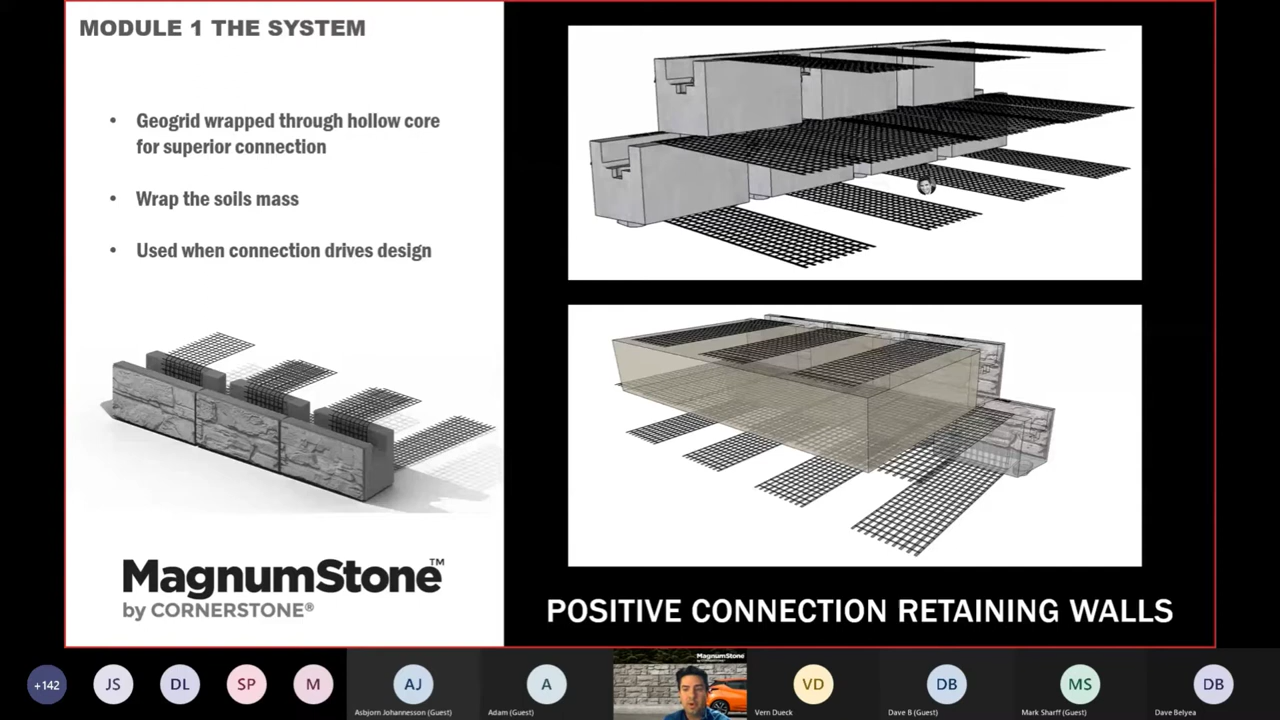 MODULE 1 THE SYSTEM
• Geogrid wrapped through hollow core
for superior connection
• Wrap the soils mass
• Used when connection drives design
MagnumStone™
by CORNERSTONE®
POSITIVE CONNECTION RETAINING WALLS
+142
JS
DL
SP
M
AJ
Asbjorn Johannesson (Guest)
A
Adam (Guest)
MagnumStone
VD
Vern Dueck
DB
Dave B (Guest)
MS
Mark Sharff (Guest)
DB
Dave Belyea